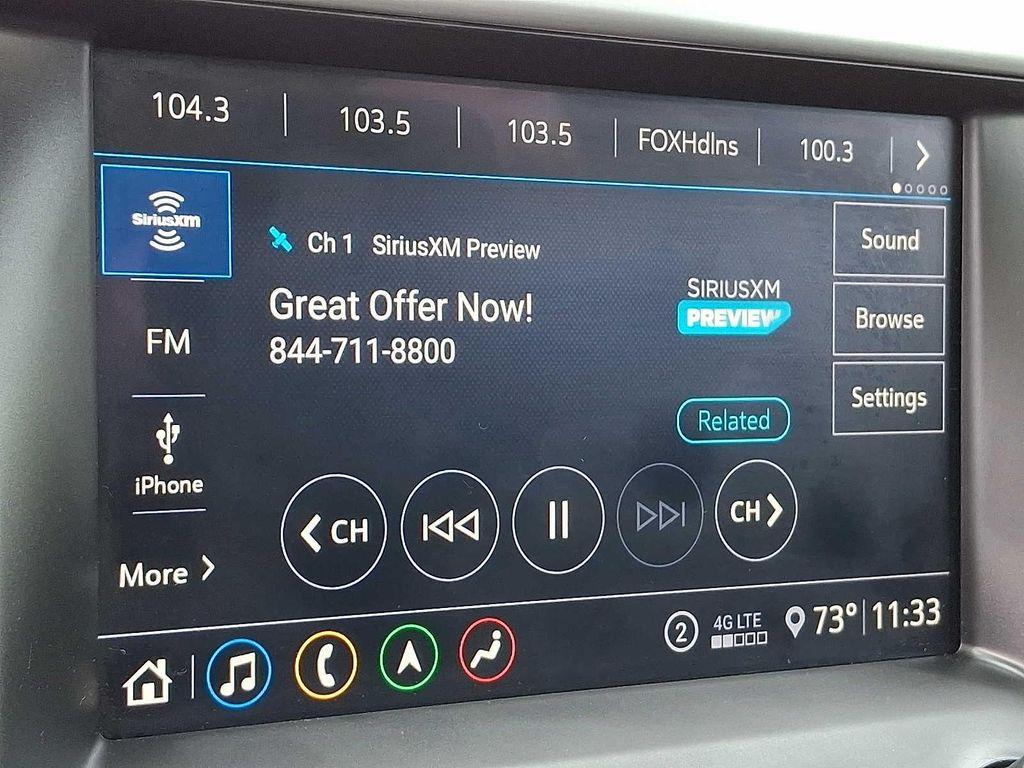 104.3
103.5
103.5
FOXHdlns
100.3
SiriusXM
Ch 1 SiriusXM Preview
Great Offer Now!
844-711-8800
SIRIUSXM
PREVIEW
Related
Sound
Browse
Settings
FM
iPhone
More
CH
CH
2
4G LTE
73°
11:33